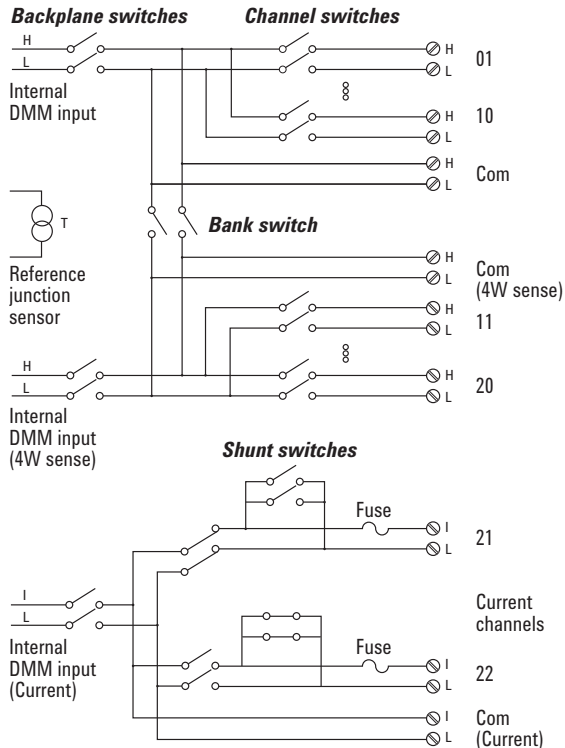 Backplane switches
Channel switches
H
L
Internal
DMM input
H
L
01
H
L
10
H
L
Com
T
Reference
junction
sensor
Bank switch
H
L
Com
(4W sense)
H
L
11
H
L
20
H
L
Internal
DMM input
(4W sense)
Shunt switches
Fuse
I
L
21
I
L
Internal
DMM input
(Current)
Current
channels
Fuse
I
L
22
I
L
Com
(Current)